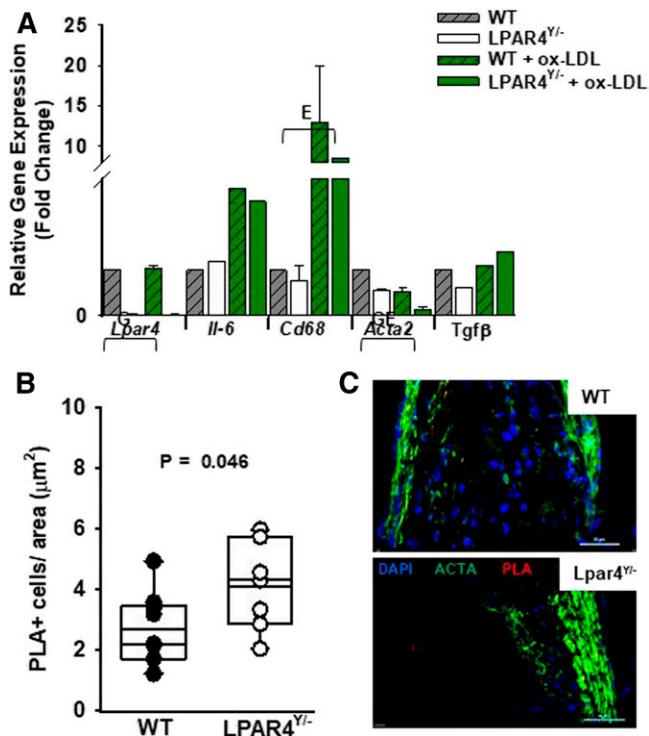 A
Relative Gene Expression
(Fold Change)
25
20
15
10
0
E
WT
LPAR4Y/-
WT + ox-LDL
LPAR4Y/- + ox-LDL
G
GE
Lpar4 Il-6 Cd68 Acta2 Tgfβ
B
PLA+ cells/ area (μm2)
10
8
6
4
2
0
P = 0.046
WT LPAR4Y/-
C
WT
DAPI ACTA PLA Lpar4Y/-